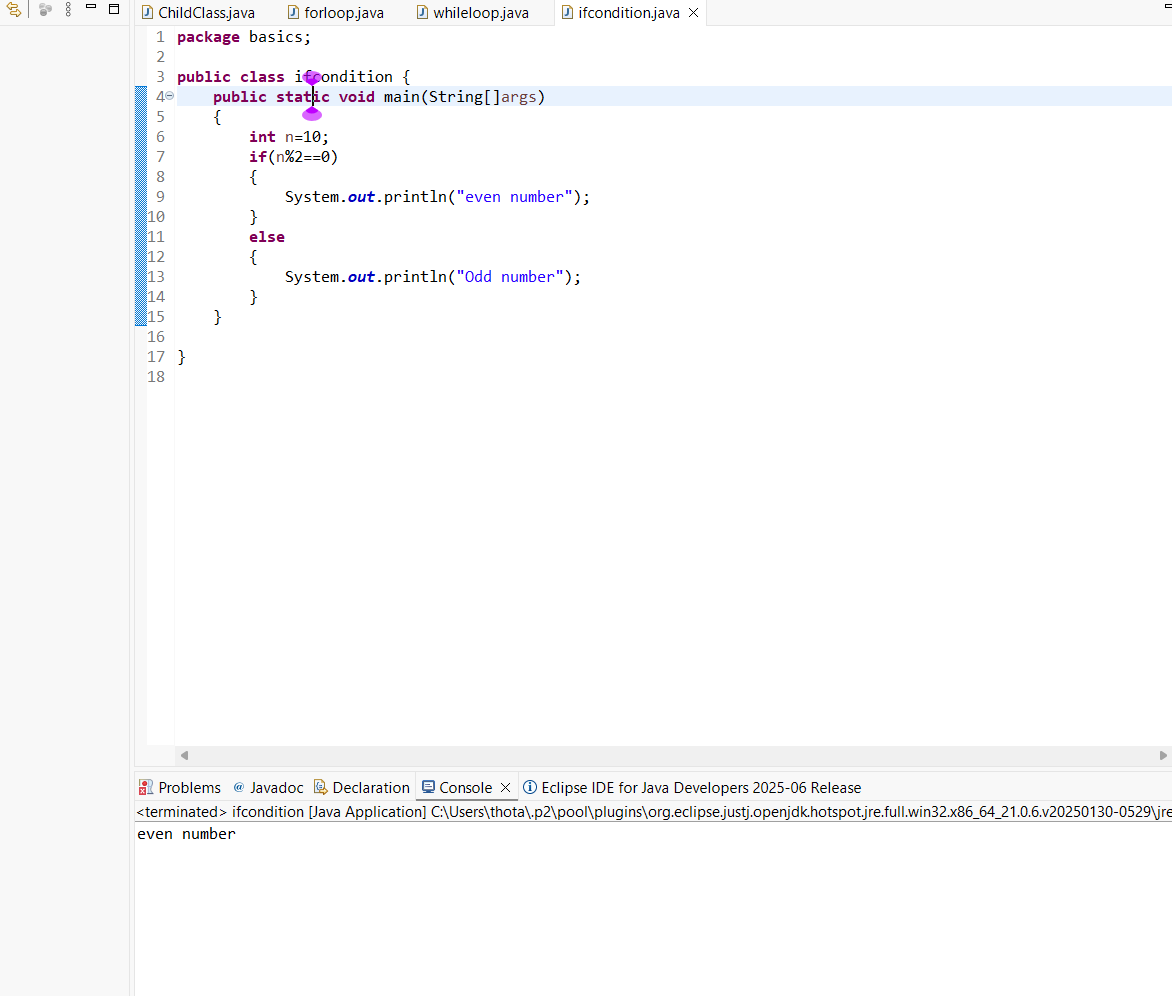 ChildClass.java forloop.java whileloop.java ifcondition.java
1 package basics;
2
3 public class ifcondition {
4 public static void main(String[]args)
5 {
6 int n=10;
7 if(n%2==0)
8 {
9 System.out.println("even number");
10 }
11 else
12 {
13 System.out.println("Odd number");
14 }
15 }
16
17 }
18
Problems @ Javadoc Declaration Console Eclipse IDE for Java Developers 2025-06 Release
<terminated> ifcondition [Java Application] C:\Users\thota\.p2\pool\plugins\org.eclipse.justj.openjdk.hotspot.jre.full.win32.x86_64_21.0.6.v20250130-0529\jre
even number